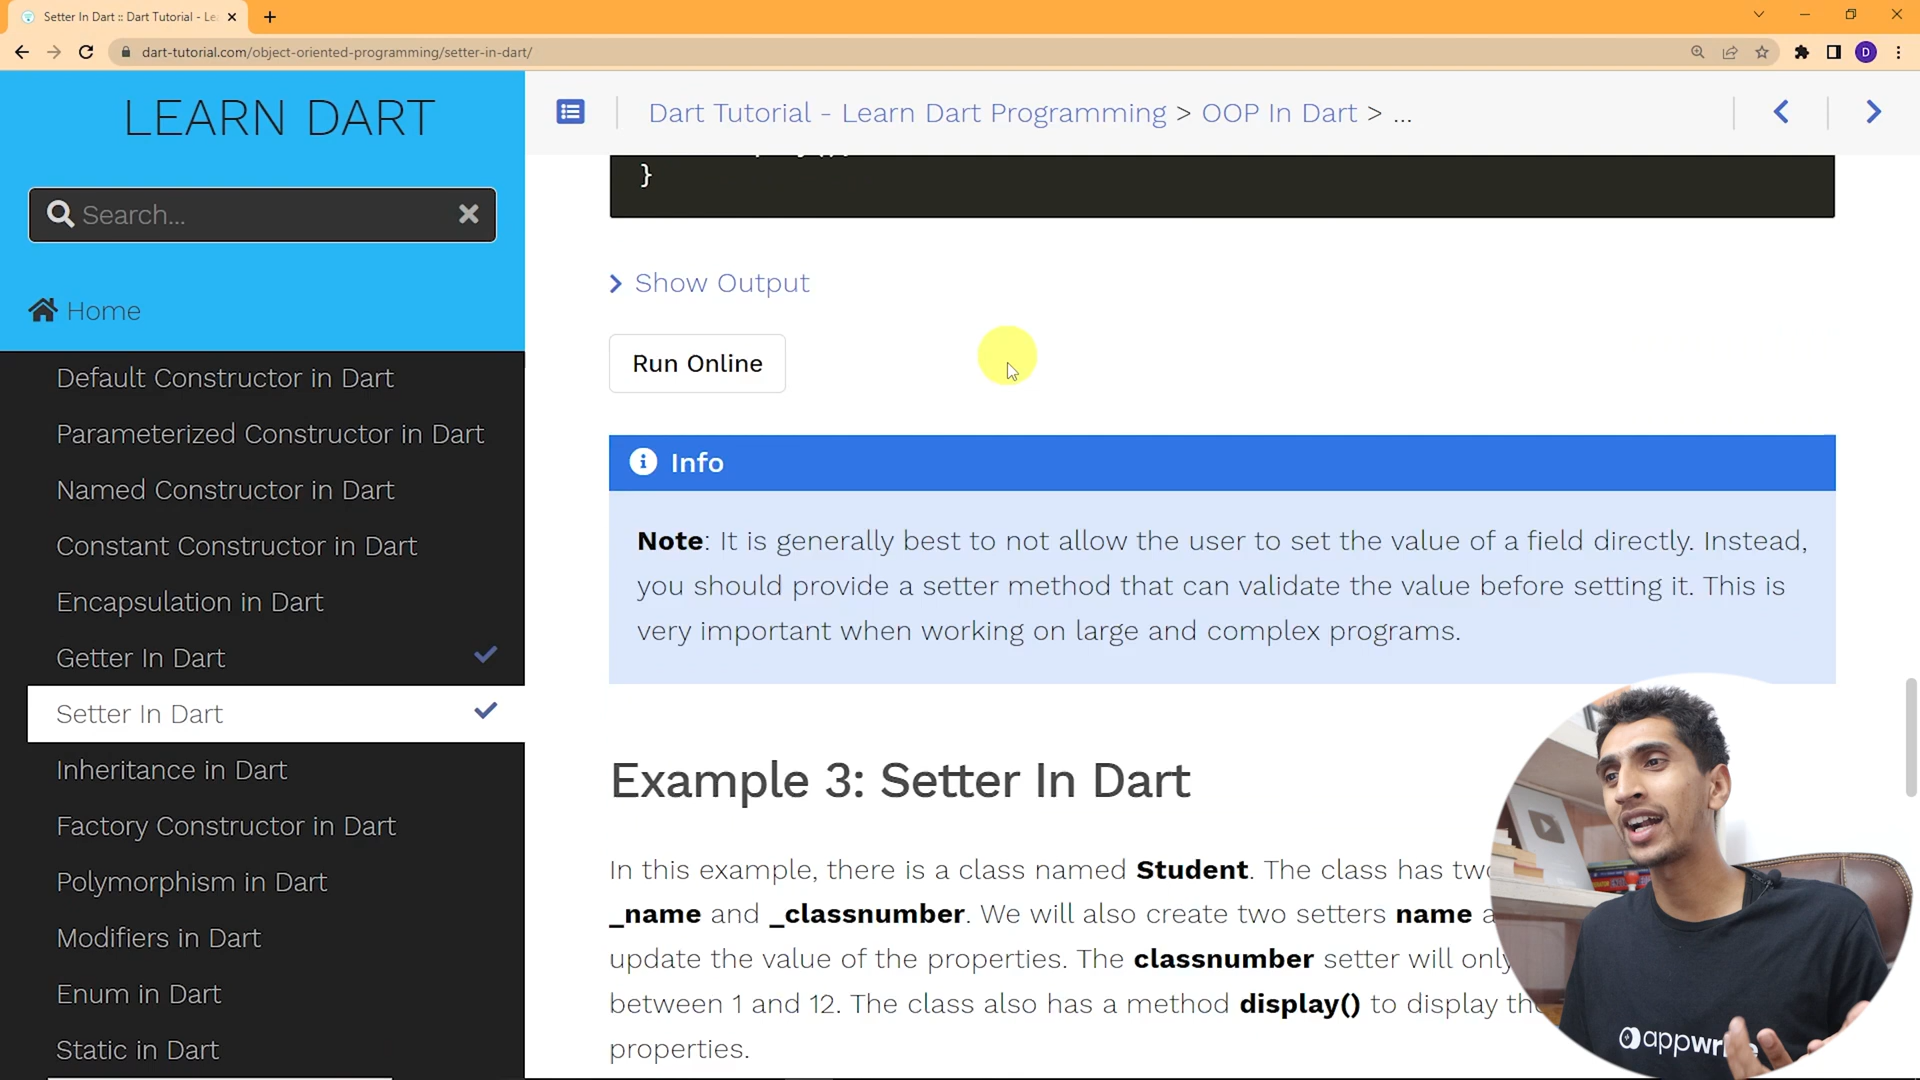 Setter In Dart :: Dart Tutorial - Le
dart-tutorial.com/object-oriented-programming/setter-in-dart/
D
LEARN DART
Search...
Home
Default Constructor in Dart
Parameterized Constructor in Dart
Named Constructor in Dart
Constant Constructor in Dart
Encapsulation in Dart
Getter In Dart
Setter In Dart
Inheritance in Dart
Factory Constructor in Dart
Polymorphism in Dart
Modifiers in Dart
Enum in Dart
Static in Dart
Dart Tutorial - Learn Dart Programming > OOP In Dart > ...
}
Show Output
Run Online
Info
Note: It is generally best to not allow the user to set the value of a field directly. Instead,
you should provide a setter method that can validate the value before setting it. This is
very important when working on large and complex programs.
Example 3: Setter In Dart
In this example, there is a class named Student. The class has two
_name and _classnumber. We will also create two setters name
update the value of the properties. The classnumber setter will only
between 1 and 12. The class also has a method display() to display the
properties.
appwr